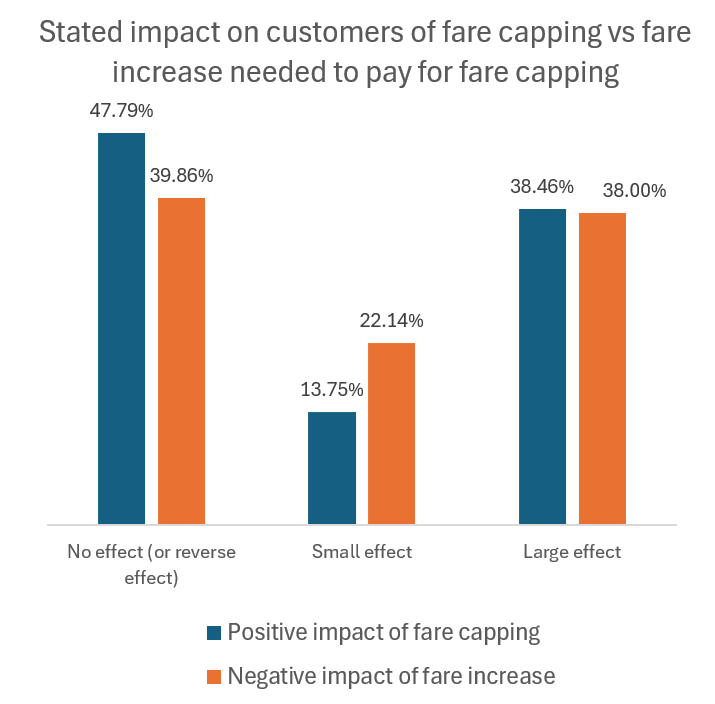 Stated impact on customers of fare capping vs fare
increase needed to pay for fare capping
47.79%
39.86%
13.75%
22.14%
38.46%
38.00%
No effect (or reverse
effect)
Small effect
Large effect
Positive impact of fare capping
Negative impact of fare increase